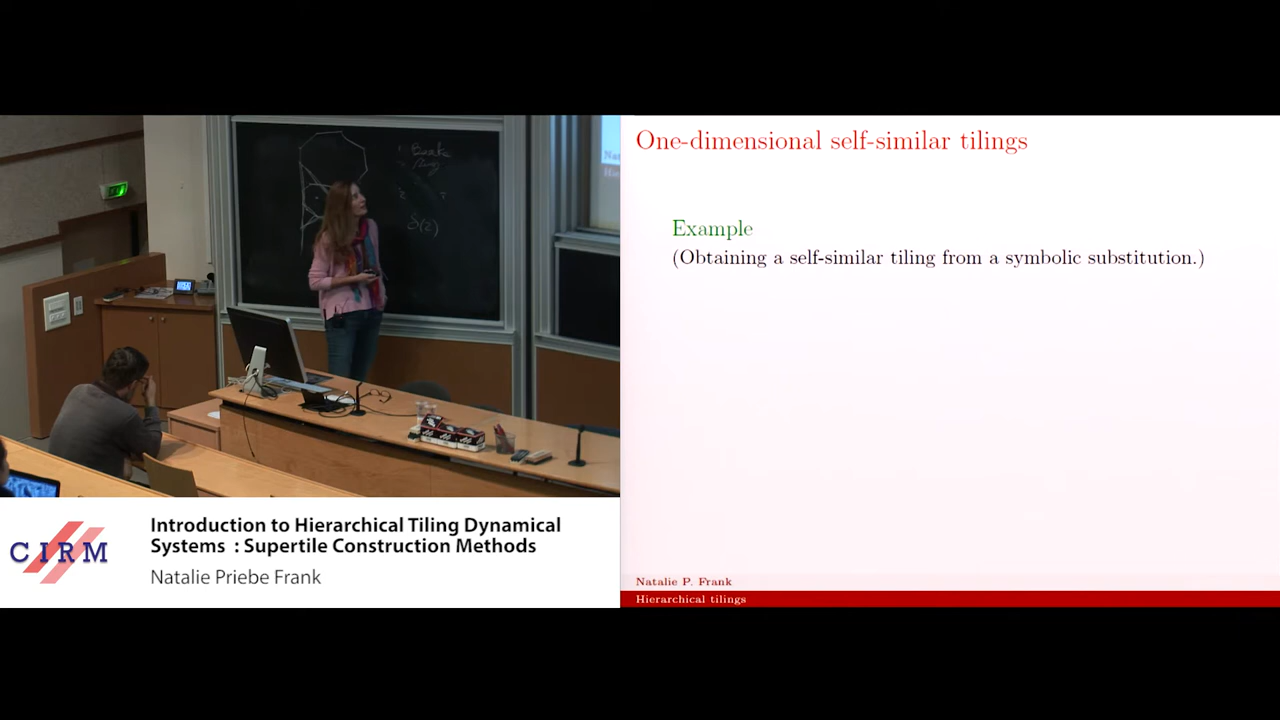 One-dimensional self-similar tilings
Example
(Obtaining a self-similar tiling from a symbolic substitution.)
CIRM
Introduction to Hierarchical Tiling Dynamical
Systems : Supertile Construction Methods
Natalie Priebe Frank
Natalie P. Frank
Hierarchical tilings